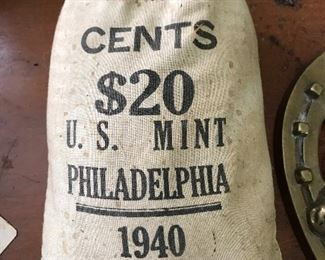 CENTS
$20
U. S. MINT
PHILADELPHIA
1940